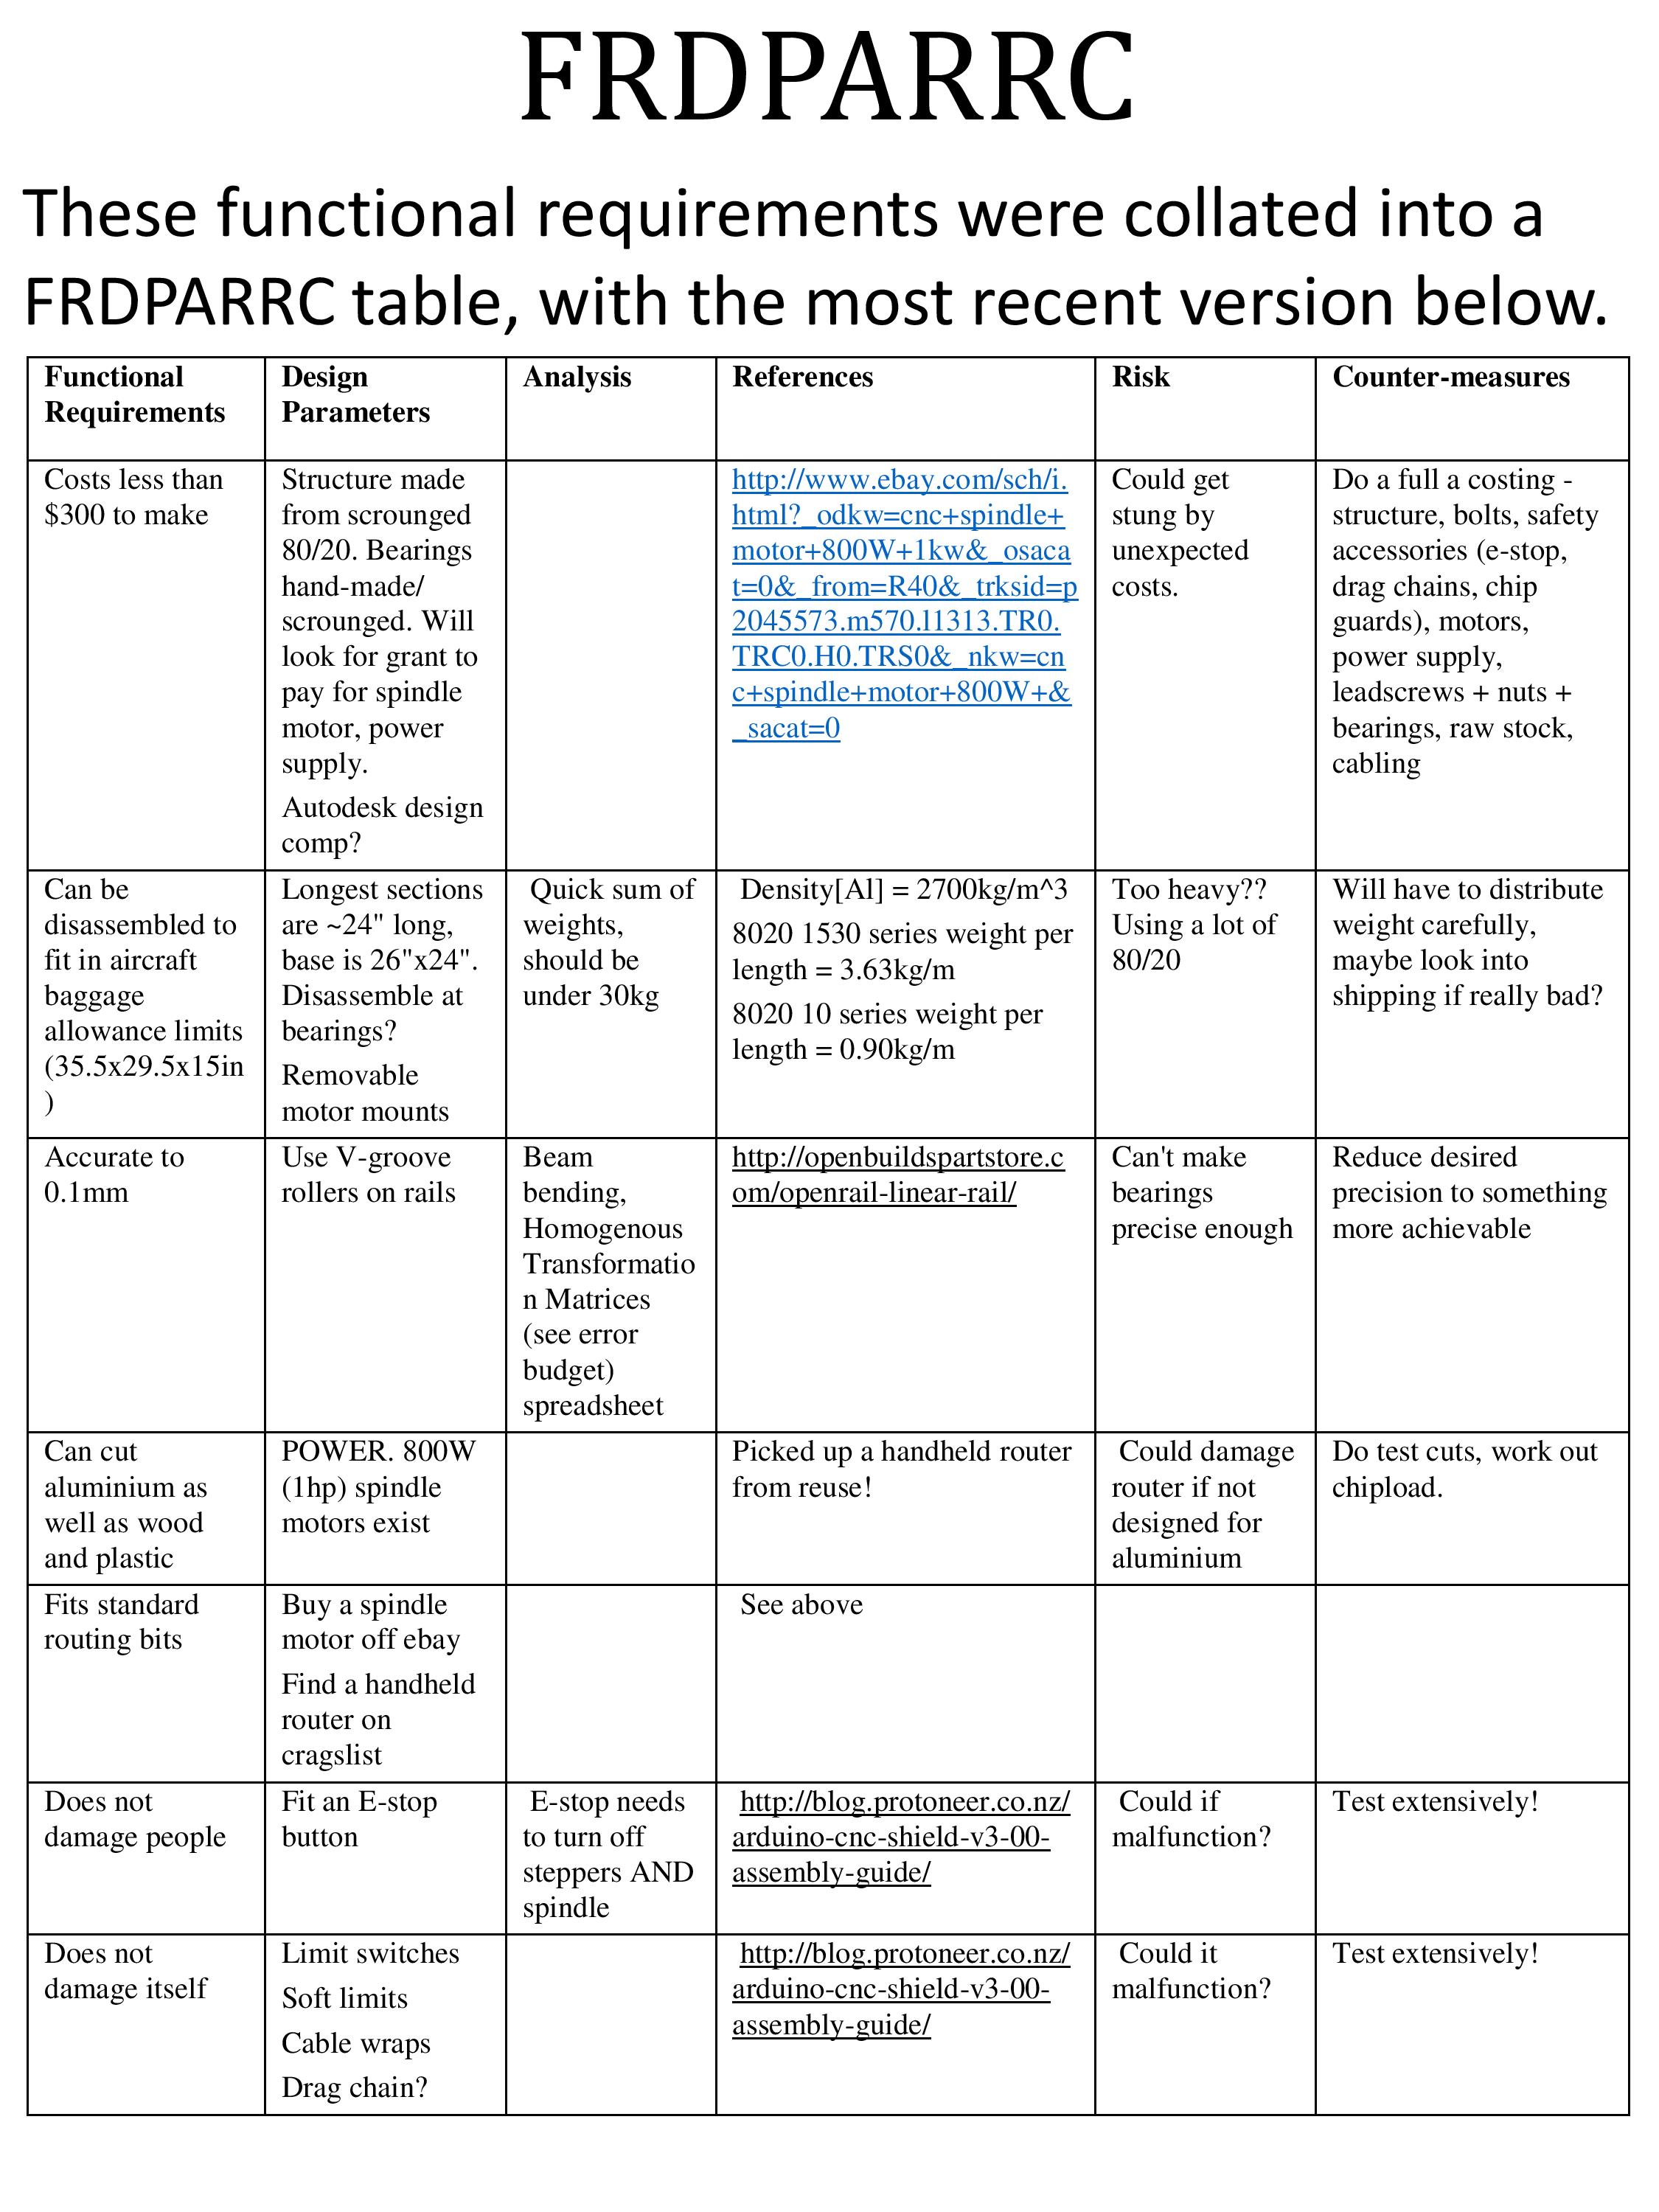 FRDPARRC
These functional requirements were collated into a
FRDPARRC table, with the most recent version below.
Functional
Requirements
Design
Parameters
Analysis
References
Risk
Counter-measures
Costs less than
$300 to make
Structure made
from scrounged
80/20. Bearings
hand-made/
scrounged. Will
look for grant to
pay for spindle
motor, power
supply.
Autodesk design
comp?
http://www.ebay.com/sch/i.
html?_odkw=cnc+spindle+
motor+800W+1kw&_osaca
t=0&_from=R40&_trksid=p
2045573.m570.l1313.TR0.
TRC0.H0.TRS0&_nkw=cn
c+spindle+motor+800W+&
_sacat=0
Could get
stung by
unexpected
costs.
Do a full a costing -
structure, bolts, safety
accessories (e-stop,
drag chains, chip
guards), motors,
power supply,
leadscrews + nuts +
bearings, raw stock,
cabling
Can be
disassembled to
fit in aircraft
baggage
allowance limits
(35.5x29.5x15in
)
Longest sections
are ~24" long,
base is 26"x24".
Disassemble at
bearings?
Removable
motor mounts
Quick sum of
weights,
should be
under 30kg
Density[Al] = 2700kg/m^3
8020 1530 series weight per
length = 3.63kg/m
8020 10 series weight per
length = 0.90kg/m
Too heavy??
Using a lot of
80/20
Will have to distribute
weight carefully,
maybe look into
shipping if really bad?
Accurate to
0.1mm
Use V-groove
rollers on rails
Beam
bending,
Homogenous
Transformatio
n Matrices
(see error
budget)
spreadsheet
http://openbuildspartstore.c
om/openrail-linear-rail/
Can't make
bearings
precise enough
Reduce desired
precision to something
more achievable
Can cut
aluminium as
well as wood
and plastic
POWER. 800W
(1hp) spindle
motors exist
Picked up a handheld router
from reuse!
Could damage
router if not
designed for
aluminium
Do test cuts, work out
chipload.
Fits standard
routing bits
Buy a spindle
motor off ebay
Find a handheld
router on
cragslist
See above
Does not
damage people
Fit an E-stop
button
E-stop needs
to turn off
steppers AND
spindle
http://blog.protoneer.co.nz/
arduino-cnc-shield-v3-00-
assembly-guide/
Could if
malfunction?
Test extensively!
Does not
damage itself
Limit switches
Soft limits
Cable wraps
Drag chain?
http://blog.protoneer.co.nz/
arduino-cnc-shield-v3-00-
assembly-guide/
Could it
malfunction?
Test extensively!